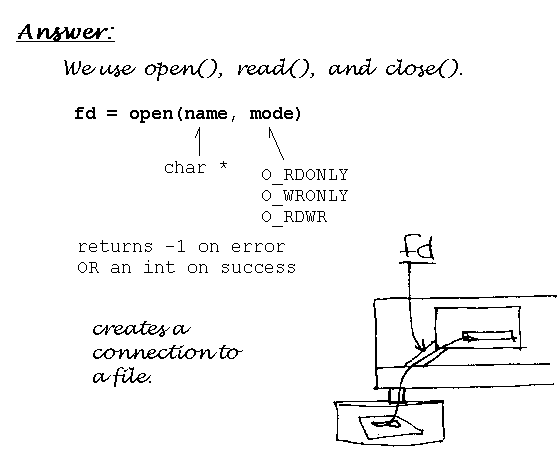 Answer:
We use open(), read(), and close().
fd = open(name, mode)
char *
O_RDONLY
O_WRONLY
O_RDWR
returns -1 on error
OR an int on success
fd
creates a
connection to
a file.